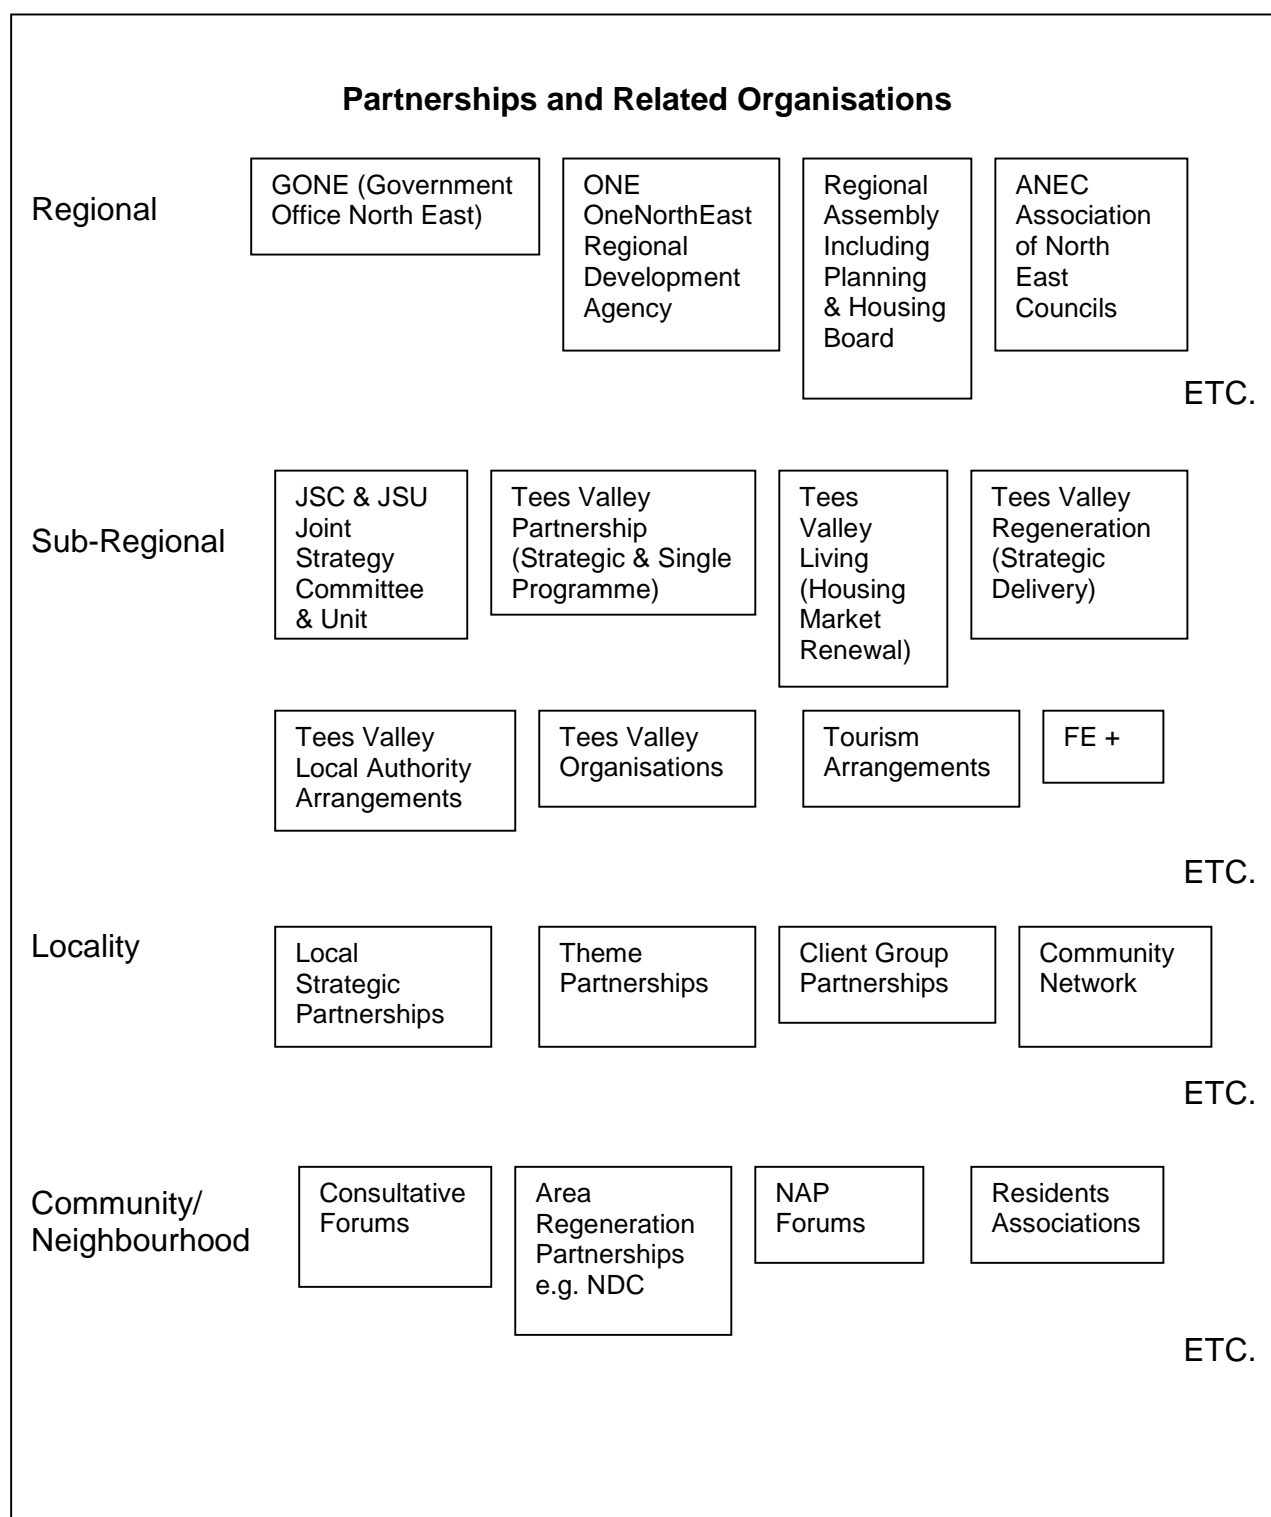 Partnerships and Related Organisations
Regional
GONE (Government
Office North East)
ONE
OneNorthEast
Regional
Development
Agency
Regional
Assembly
Including
Planning
& Housing
Board
ANEC
Association
of North
East
Councils
ETC.
Sub-Regional
JSC & JSU
Joint
Strategy
Committee
& Unit
Tees Valley
Partnership
(Strategic & Single
Programme)
Tees
Valley
Living
(Housing
Market
Renewal)
Tees Valley
Regeneration
(Strategic
Delivery)
Tees Valley
Local Authority
Arrangements
Tees Valley
Organisations
Tourism
Arrangements
FE +
ETC.
Locality
Local
Strategic
Partnerships
Theme
Partnerships
Client Group
Partnerships
Community
Network
ETC.
Community/
Neighbourhood
Consultative
Forums
Area
Regeneration
Partnerships
e.g. NDC
NAP
Forums
Residents
Associations
ETC.